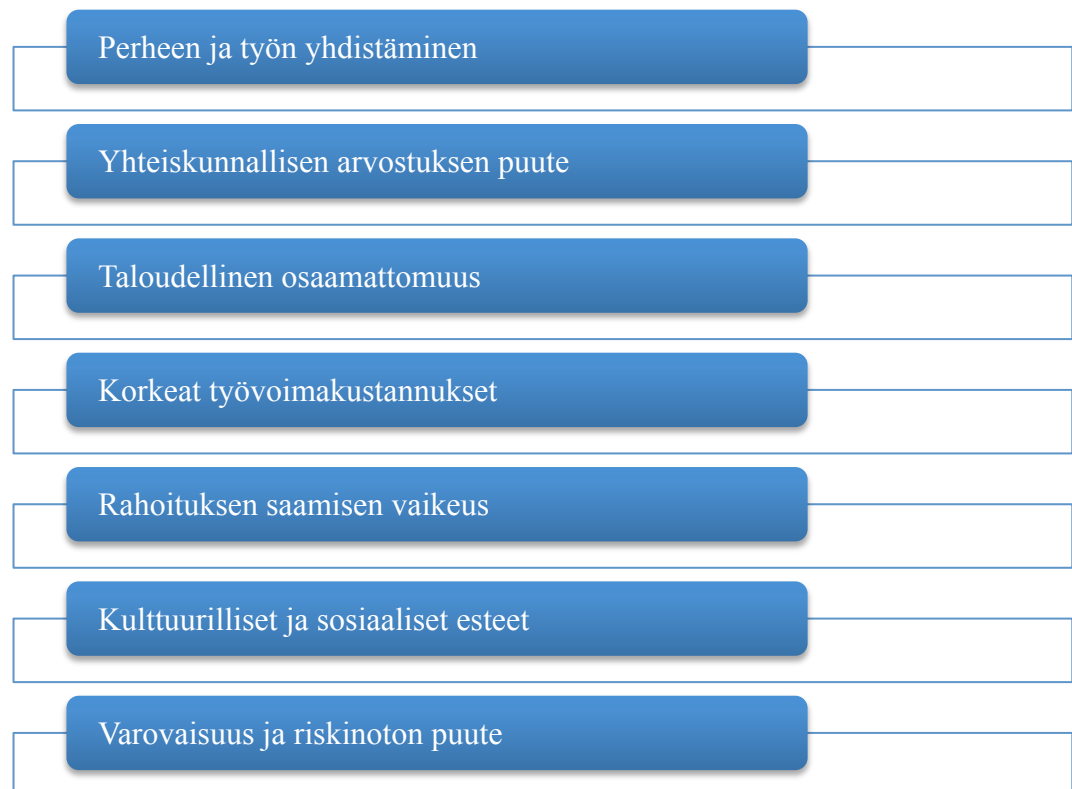 Perheen ja työn yhdistäminen
Yhteiskunnallisen arvostuksen puute
Taloudellinen osaamattomuus
Korkeat työvoimakustannukset
Rahoituksen saamisen vaikeus
Kulttuurilliset ja sosiaaliset esteet
Varovaisuus ja riskinoton puute